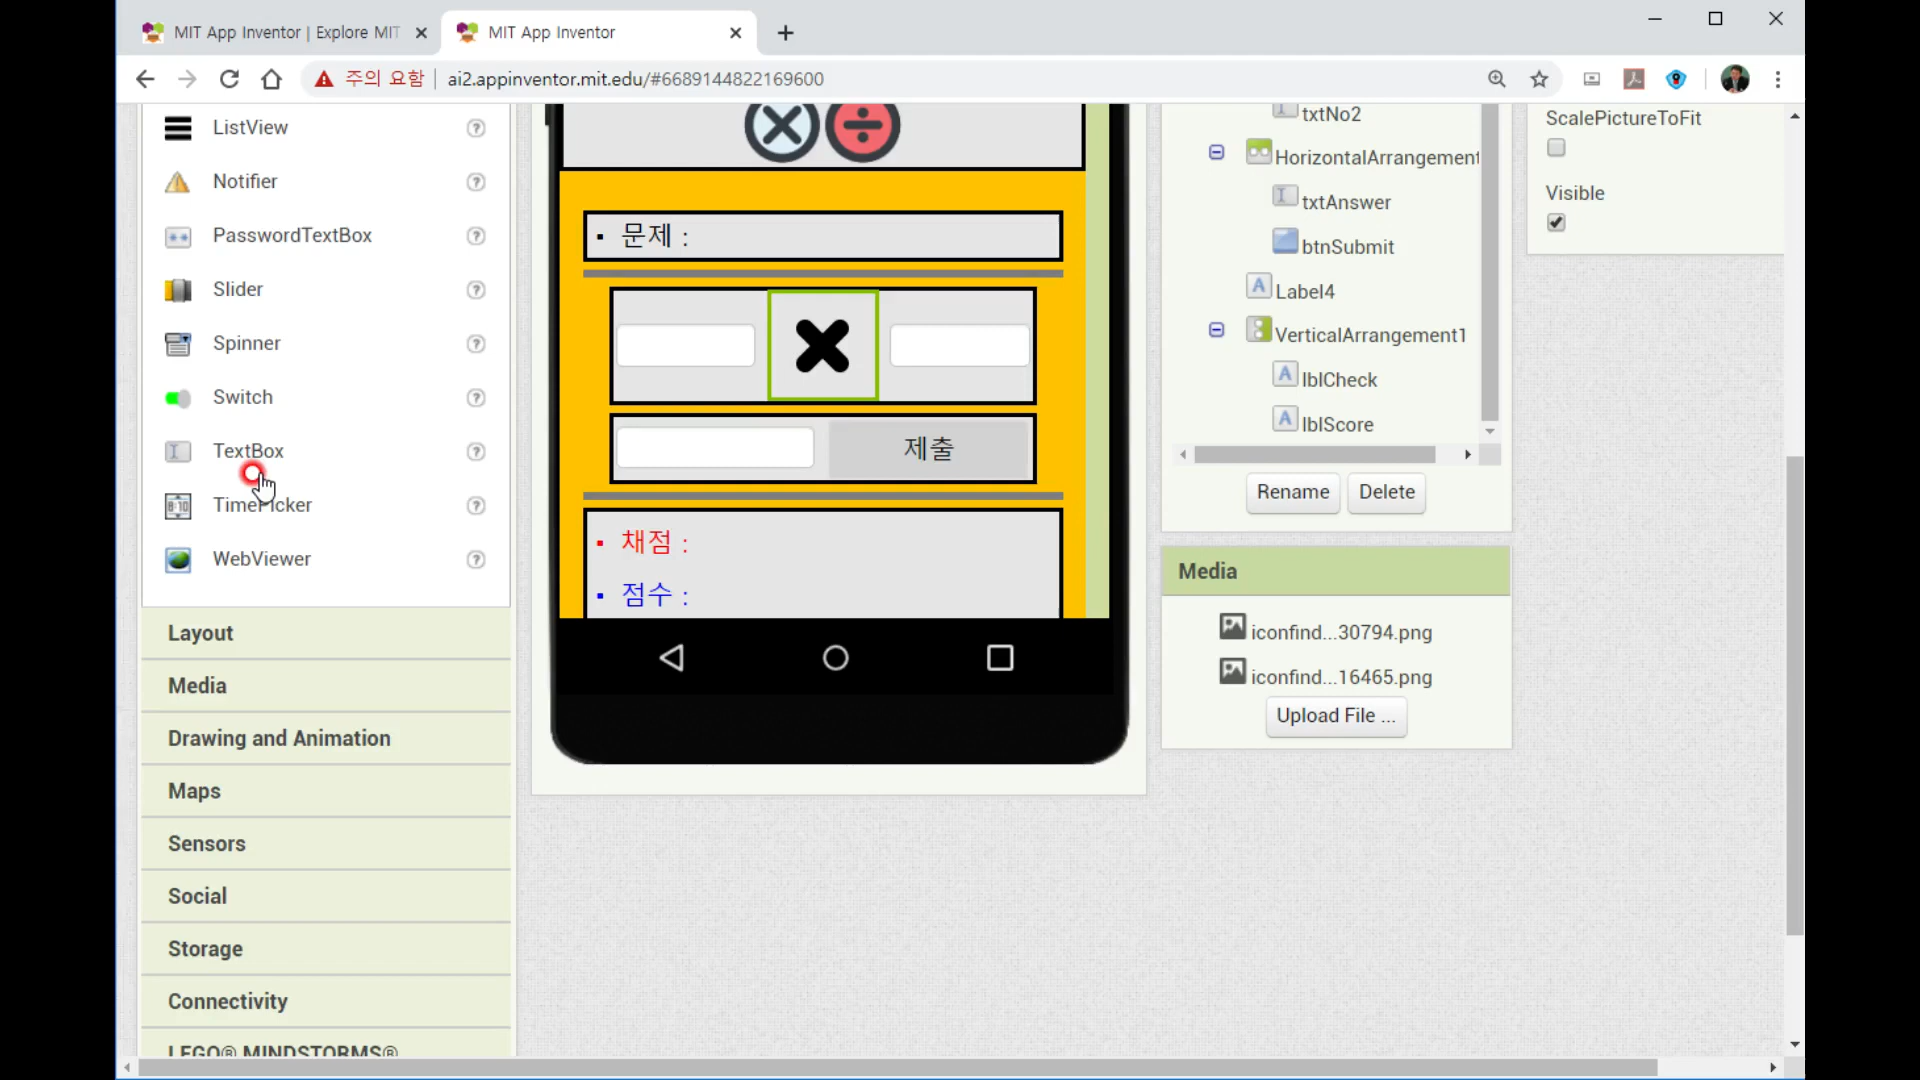 MIT App Inventor | Explore MIT
MIT App Inventor
주의 요함
ai2.appinventor.mit.edu/#6689144822169600
ListView
Notifier
PasswordTextBox
Slider
Spinner
Switch
TextBox
TimePicker
WebViewer
Layout
Media
Drawing and Animation
Maps
Sensors
Social
Storage
Connectivity
LEGO® MINDSTORMS®
▪ 문제 :
제출
▪ 채점 :
▪ 점수 :
txtNo2
HorizontalArrangement
txtAnswer
btnSubmit
Label4
VerticalArrangement1
lblCheck
lblScore
Rename
Delete
Media
iconfind...30794.png
iconfind...16465.png
Upload File ...
ScalePictureToFit
Visible